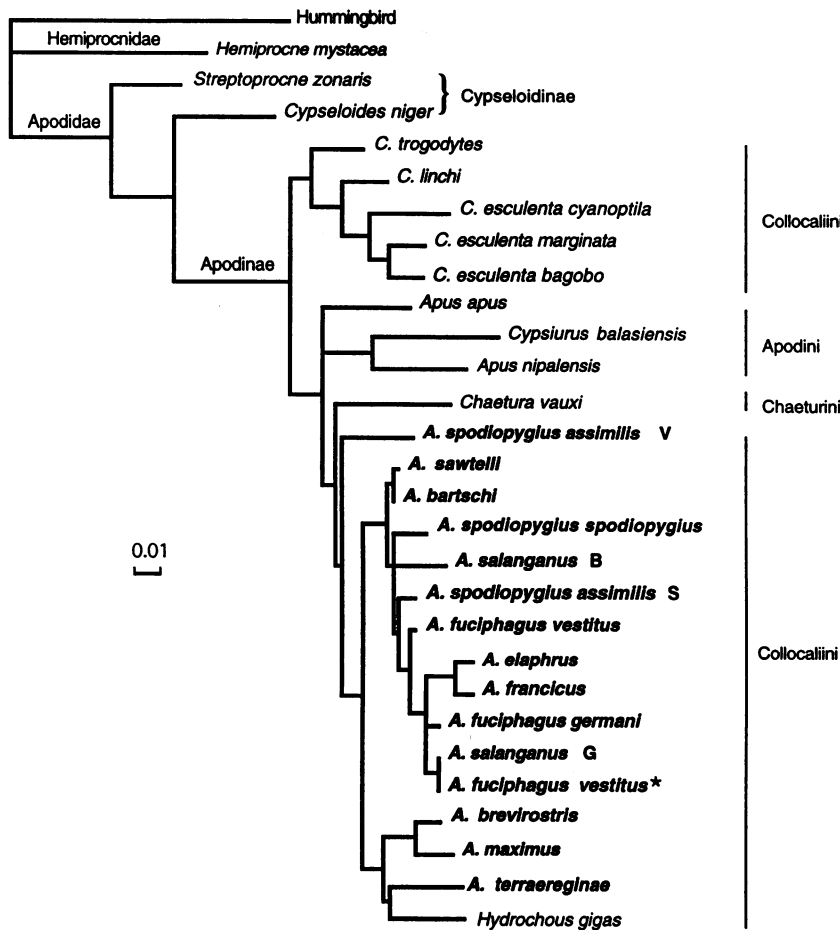 Hummingbird
Hemiprocnidae
Hemiprocne mystacea
Streptoprocne zonaris
} Cypseloidinae
Apodidae
Cypseloides niger
C. trogodytes
C. linchi
C. esculenta cyanoptila
Collocaliini
C. esculenta marginata
Apodinae
C. esculenta bagobo
Apus apus
Cypsiurus balasiensis
Apodini
Apus nipalensis
Chaetura vauxi
Chaeturini
A. spodiopygius assimilis V
A. sawtelli
A. bartschi
A. spodiopygius spodiopygius
0.01
A. salanganus B
A. spodiopygius assimilis S
A. fuciphagus vestitus
Collocaliini
A. elaphrus
A. francicus
A. fuciphagus germani
A. salanganus G
A. fuciphagus vestitus*
A. brevirostris
A. maximus
A. terraereginae
Hydrochous gigas